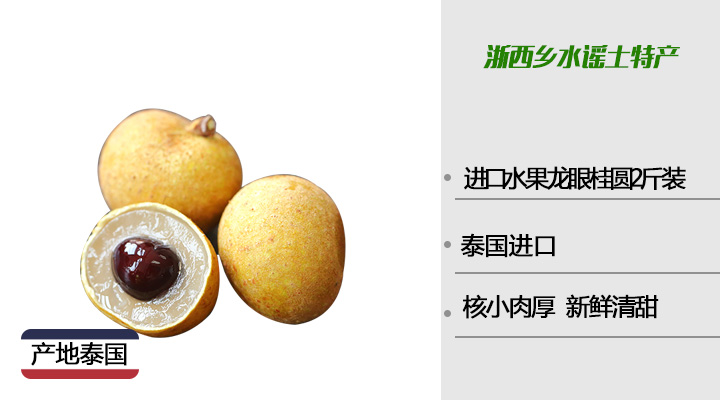 浙西乡水谣土特产
进口水果龙眼桂圆2斤装
泰国进口
核小肉厚 新鲜清甜
产地泰国